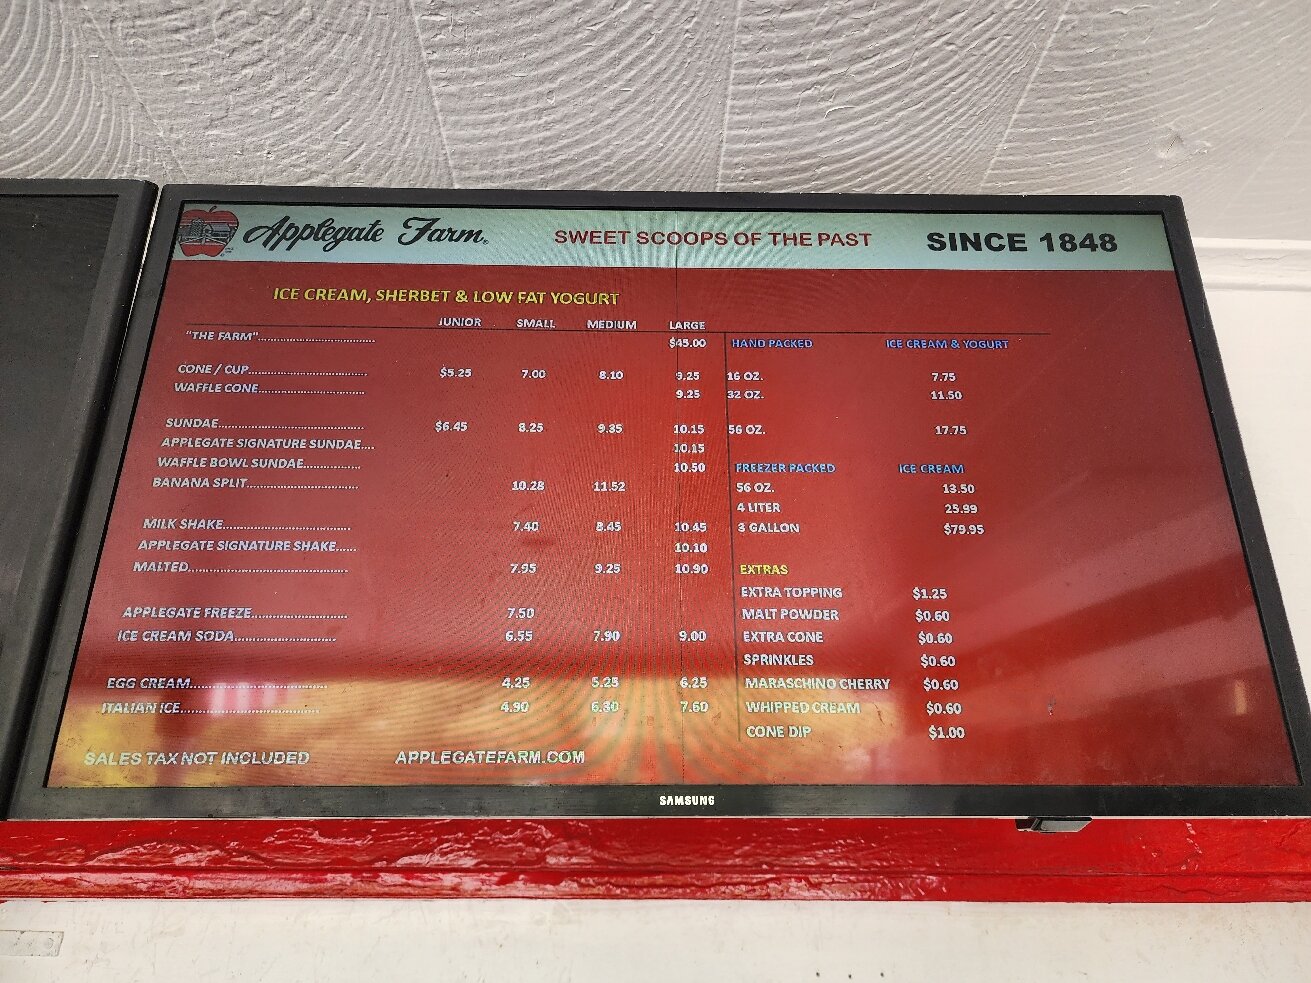 Applegate Farm. SWEET SCOOPS OF THE PAST SINCE 1848
ICE CREAM, SHERBET & LOW FAT YOGURT
JUNIOR SMALL MEDIUM LARGE
"THE FARM" $45.00
CONE / CUP $5.25 7.00 8.10 9.25
WAFFLE CONE 9.25
SUNDAE $6.45 8.25 9.35 10.15
APPLEGATE SIGNATURE SUNDAE.... 10.15
WAFFLE BOWL SUNDAE 10.50
BANANA SPLIT 10.28 11.52
MILK SHAKE 7.40 8.45 10.45
APPLEGATE SIGNATURE SHAKE 10.10
MALTED 7.95 9.25 10.90
APPLEGATE FREEZE 7.50
ICE CREAM SODA 6.55 7.90 9.00
EGG CREAM 4.25 5.25 6.25
ITALIAN ICE 4.90 6.30 7.60
SALES TAX NOT INCLUDED APPLEGATEFARM.COM
HAND PACKED ICE CREAM & YOGURT
16 OZ. 7.75
32 OZ. 11.50
56 OZ. 17.75
FREEZER PACKED ICE CREAM
56 OZ. 13.50
4 LITER 25.99
3 GALLON $79.95
EXTRAS
EXTRA TOPPING $1.25
MALT POWDER $0.60
EXTRA CONE $0.60
SPRINKLES $0.60
MARASCHINO CHERRY $0.60
WHIPPED CREAM $0.60
CONE DIP $1.00
SAMSUNG